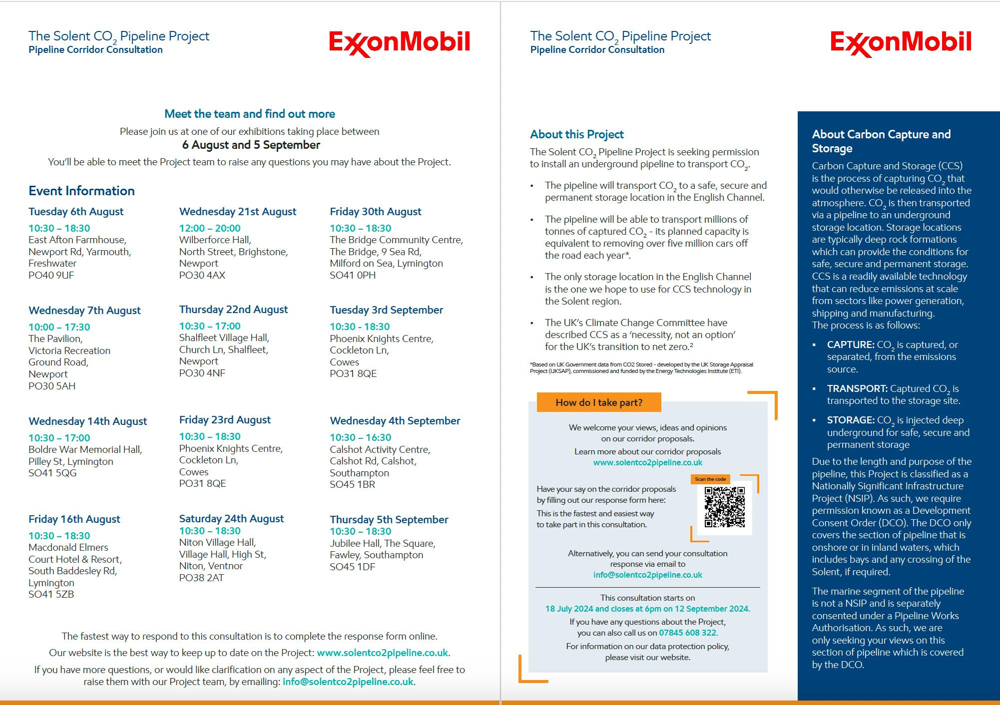 The Solent CO2 Pipeline Project
Pipeline Corridor Consultation
ExxonMobil
Meet the team and find out more
Please join us at one of our exhibitions taking place between
6 August and 5 September
You'll be able to meet the Project team to raise any questions you may have about the Project.
Event Information
Tuesday 6th August
10:30 – 18:30
East Afton Farmhouse,
Newport Rd, Yarmouth,
Freshwater
PO40 9UF
Wednesday 7th August
10:00 – 17:30
The Pavilion,
Victoria Recreation
Ground Road,
Newport
PO30 5AH
Wednesday 14th August
10:30 – 17:00
Boldre War Memorial Hall,
Pilley St, Lymington
SO41 5QG
Friday 16th August
10:30 – 18:30
Macdonald Elmers
Court Hotel & Resort,
South Baddesley Rd,
Lymington
SO41 5ZB
Wednesday 21st August
12:00 – 20:00
Wilberforce Hall,
North Street, Brighstone,
Newport
PO30 4AX
Thursday 22nd August
10:30 – 17:00
Shalfleet Village Hall,
Church Ln, Shalfleet,
Newport
PO30 4NF
Friday 23rd August
10:30 – 18:30
Phoenix Knights Centre,
Cockleton Ln,
Cowes
PO31 8QE
Saturday 24th August
10:30 – 18:30
Niton Village Hall,
Village Hall, High St,
Niton, Ventnor
PO38 2AT
Friday 30th August
10:30 – 18:30
The Bridge Community Centre,
The Bridge, 9 Sea Rd,
Milford on Sea, Lymington
SO41 0PH
Tuesday 3rd September
10:30 - 18:30
Phoenix Knights Centre,
Cockleton Ln,
Cowes
PO31 8QE
Wednesday 4th September
10:30 – 16:30
Calshot Activity Centre,
Calshot Rd, Calshot,
Southampton
SO45 1BR
Thursday 5th September
10:30 – 18:30
Jubilee Hall, The Square,
Fawley, Southampton
SO45 1DF
The fastest way to respond to this consultation is to complete the response form online.
Our website is the best way to keep up to date on the Project: www.solentco2pipeline.co.uk.
If you have more questions, or would like clarification on any aspect of the Project, please feel free to
raise them with our Project team, by emailing: info@solentco2pipeline.co.uk.
The Solent CO2 Pipeline Project
Pipeline Corridor Consultation
ExxonMobil
About this Project
The Solent CO2 Pipeline Project is seeking permission
to install an underground pipeline to transport CO2.
▪ The pipeline will transport CO2 to a safe, secure and
permanent storage location in the English Channel.
▪ The pipeline will be able to transport millions of
tonnes of captured CO2 - its planned capacity is
equivalent to removing over five million cars off
the road each year*.
▪ The only storage location in the English Channel
is the one we hope to use for CCS technology in
the Solent region.
▪ The UK's Climate Change Committee have
described CCS as a 'necessity, not an option'
for the UK's transition to net zero.²
*Based on UK Government data from CO2 Stored - developed by the UK Storage Appraisal
Project (UKSAP), commissioned and funded by the Energy Technologies Institute (ETI).
How do I take part?
We welcome your views, ideas and opinions
on our corridor proposals.
Learn more about our corridor proposals
www.solentco2pipeline.co.uk
Have your say on the corridor proposals
by filling out our response form here:
This is the fastest and easiest way
to take part in this consultation.
Scan the code
Alternatively, you can send your consultation
response via email to
info@solentco2pipeline.co.uk
This consultation starts on
18 July 2024 and closes at 6pm on 12 September 2024.
If you have any questions about the Project,
you can also call us on 07845 608 322.
For information on our data protection policy,
please visit our website.
About Carbon Capture and
Storage
Carbon Capture and Storage (CCS)
is the process of capturing CO2 that
would otherwise be released into the
atmosphere. CO2 is then transported
via a pipeline to an underground
storage location. Storage locations
are typically deep rock formations
which can provide the conditions for
safe, secure and permanent storage.
CCS is a readily available technology
that can reduce emissions at scale
from sectors like power generation,
shipping and manufacturing.
The process is as follows:
▪ CAPTURE: CO2 is captured, or
separated, from the emissions
source.
▪ TRANSPORT: Captured CO2 is
transported to the storage site.
▪ STORAGE: CO2 is injected deep
underground for safe, secure and
permanent storage
Due to the length and purpose of the
pipeline, this Project is classified as a
Nationally Significant Infrastructure
Project (NSIP). As such, we require
permission known as a Development
Consent Order (DCO). The DCO only
covers the section of pipeline that is
onshore or in inland waters, which
includes bays and any crossing of the
Solent, if required.
The marine segment of the pipeline
is not a NSIP and is separately
consented under a Pipeline Works
Authorisation. As such, we are
only seeking your views on this
section of pipeline which is covered
by the DCO.